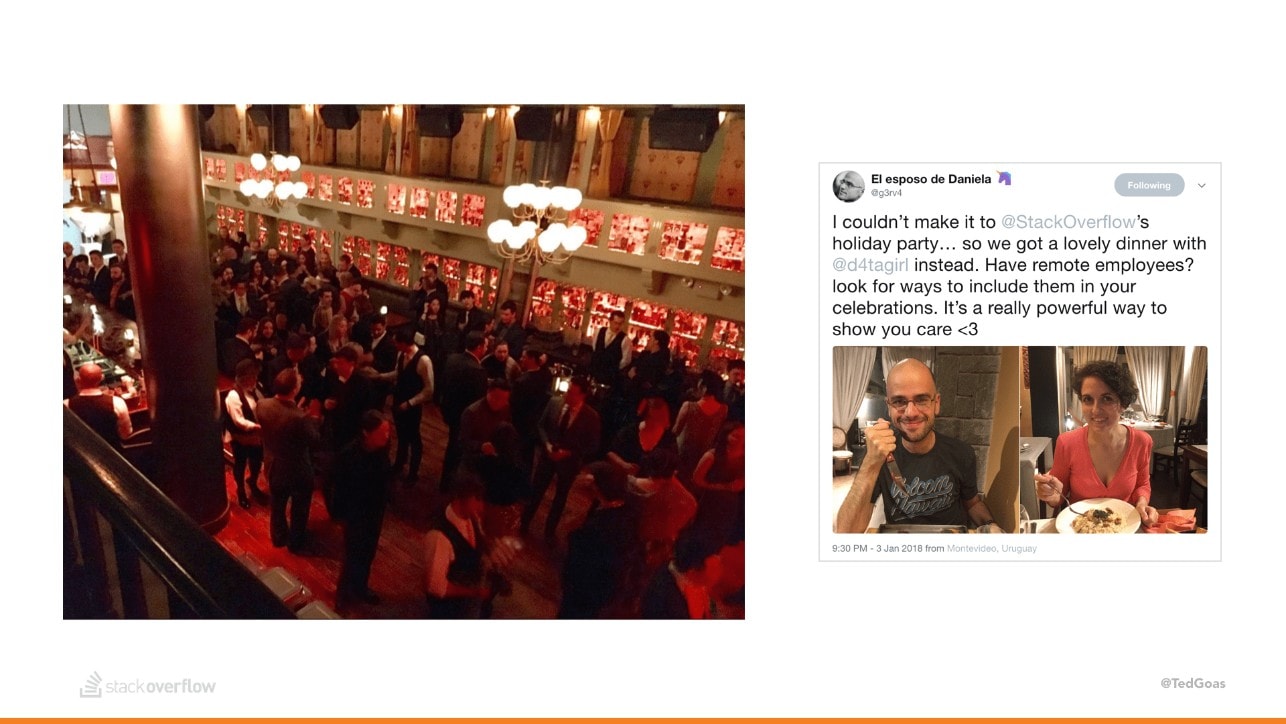 El esposo de Daniela
@g3rv4
Following
I couldn’t make it to @StackOverflow’s
holiday party… so we got a lovely dinner with
@d4tagirl instead. Have remote employees?
look for ways to include them in your
celebrations. It’s a really powerful way to
show you care <3
9:30 PM - 3 Jan 2018 from Montevideo, Uruguay
stackoverflow
@TedGoas